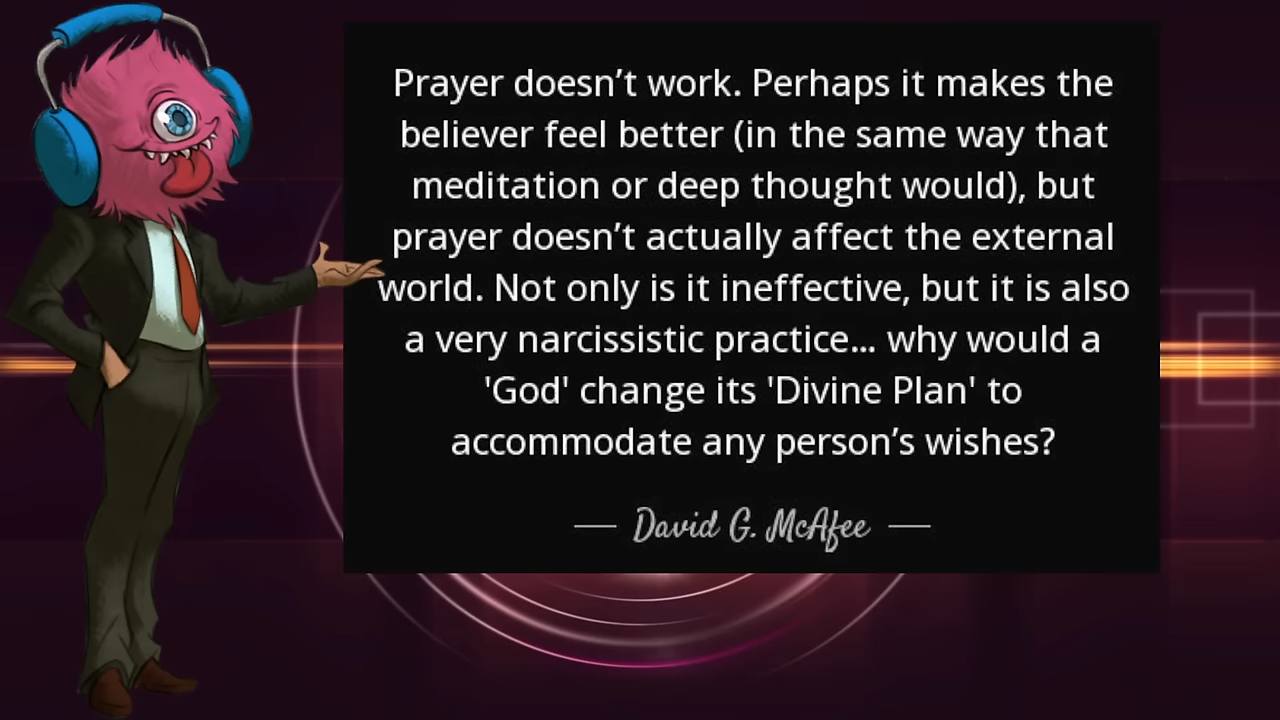 Prayer doesn’t work. Perhaps it makes the
believer feel better (in the same way that
meditation or deep thought would), but
prayer doesn’t actually affect the external
world. Not only is it ineffective, but it is also
a very narcissistic practice... why would a
'God' change its 'Divine Plan' to
accommodate any person’s wishes?
— David G. McAfee —